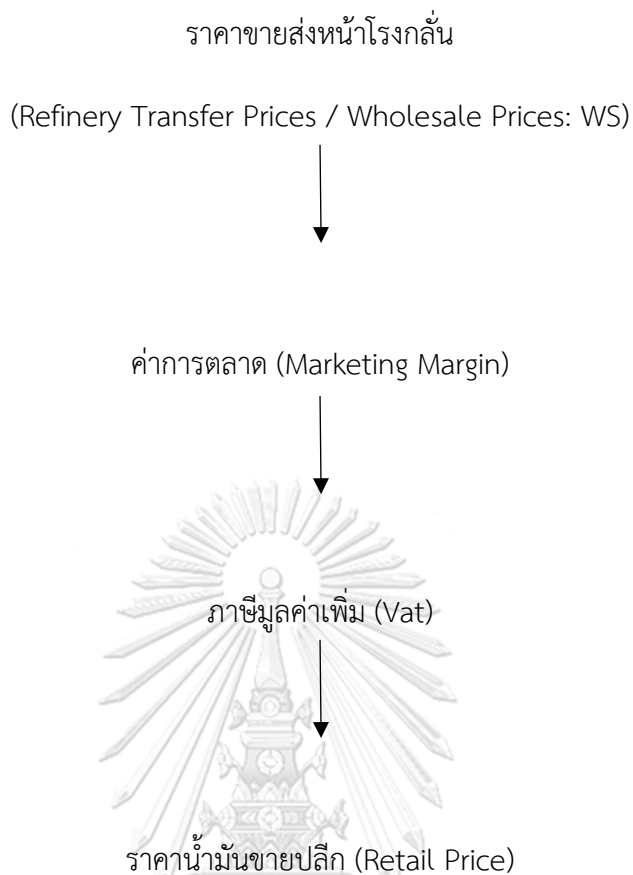 ราคาขายส่งหน้าโรงกลั่น
(Refinery Transfer Prices / Wholesale Prices: WS)
ค่าการตลาด (Marketing Margin)
ภาษีมูลค่าเพิ่ม (Vat)
ราคาน้ำมันขายปลีก (Retail Price)